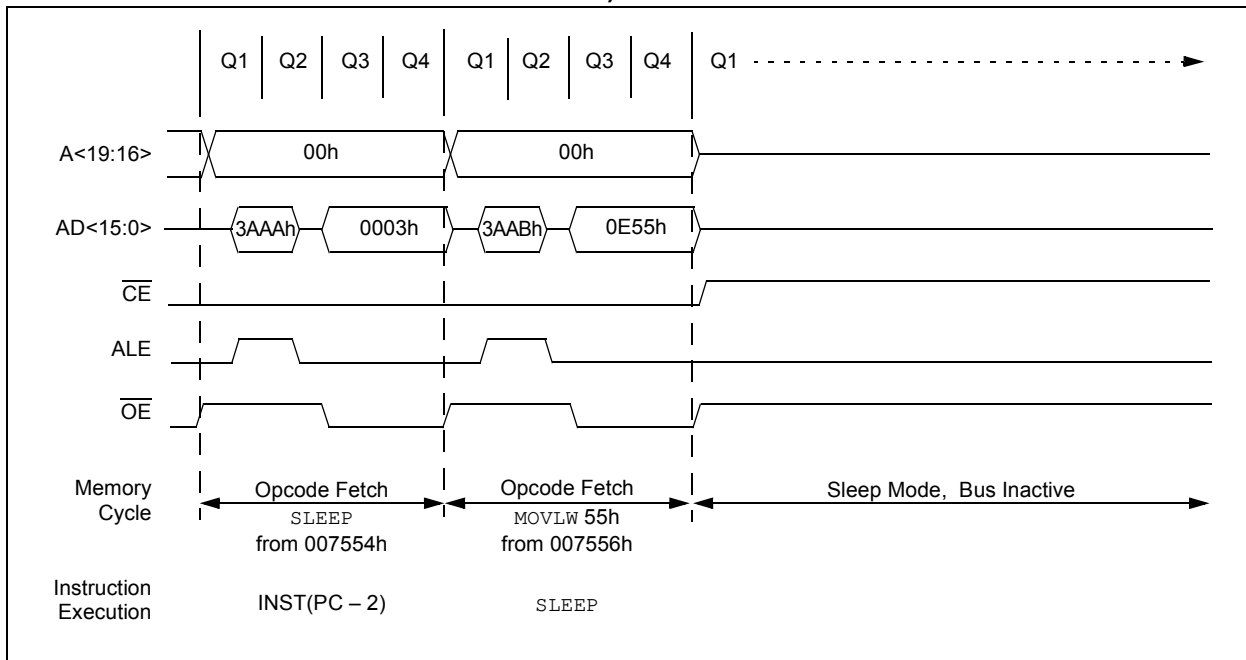 Q1 Q2 Q3 Q4 Q1 Q2 Q3 Q4 Q1
A<19:16> 00h 00h
AD<15:0> 3AAAh 0003h 3AABh 0E55h
CE
ALE
OE
Memory Cycle
Opcode Fetch
SLEEP
from 007554h
Opcode Fetch
MOVLW 55h
from 007556h
Sleep Mode, Bus Inactive
Instruction Execution
INST(PC – 2)
SLEEP